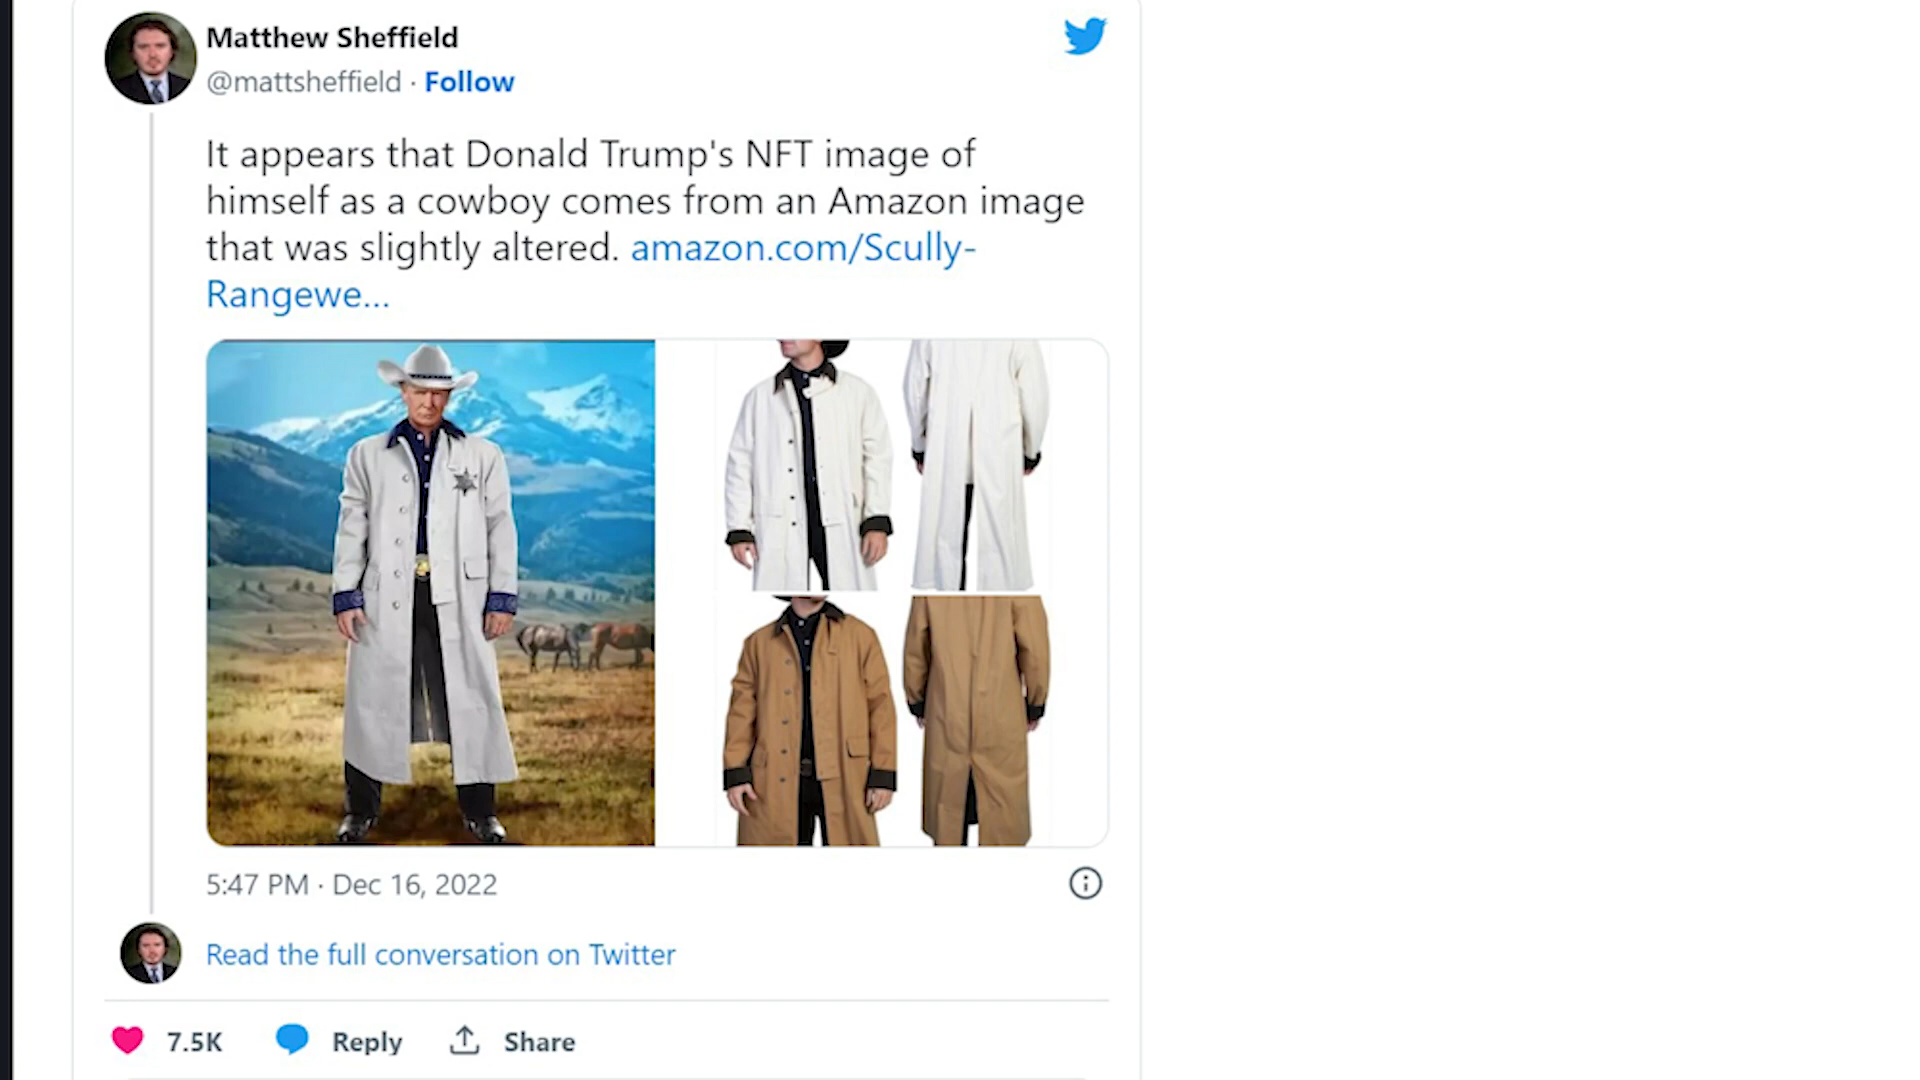 Matthew Sheffield
@mattsheffield · Follow
It appears that Donald Trump's NFT image of
himself as a cowboy comes from an Amazon image
that was slightly altered. amazon.com/Scully-
Rangewe...
5:47 PM · Dec 16, 2022
Read the full conversation on Twitter
7.5K Reply Share